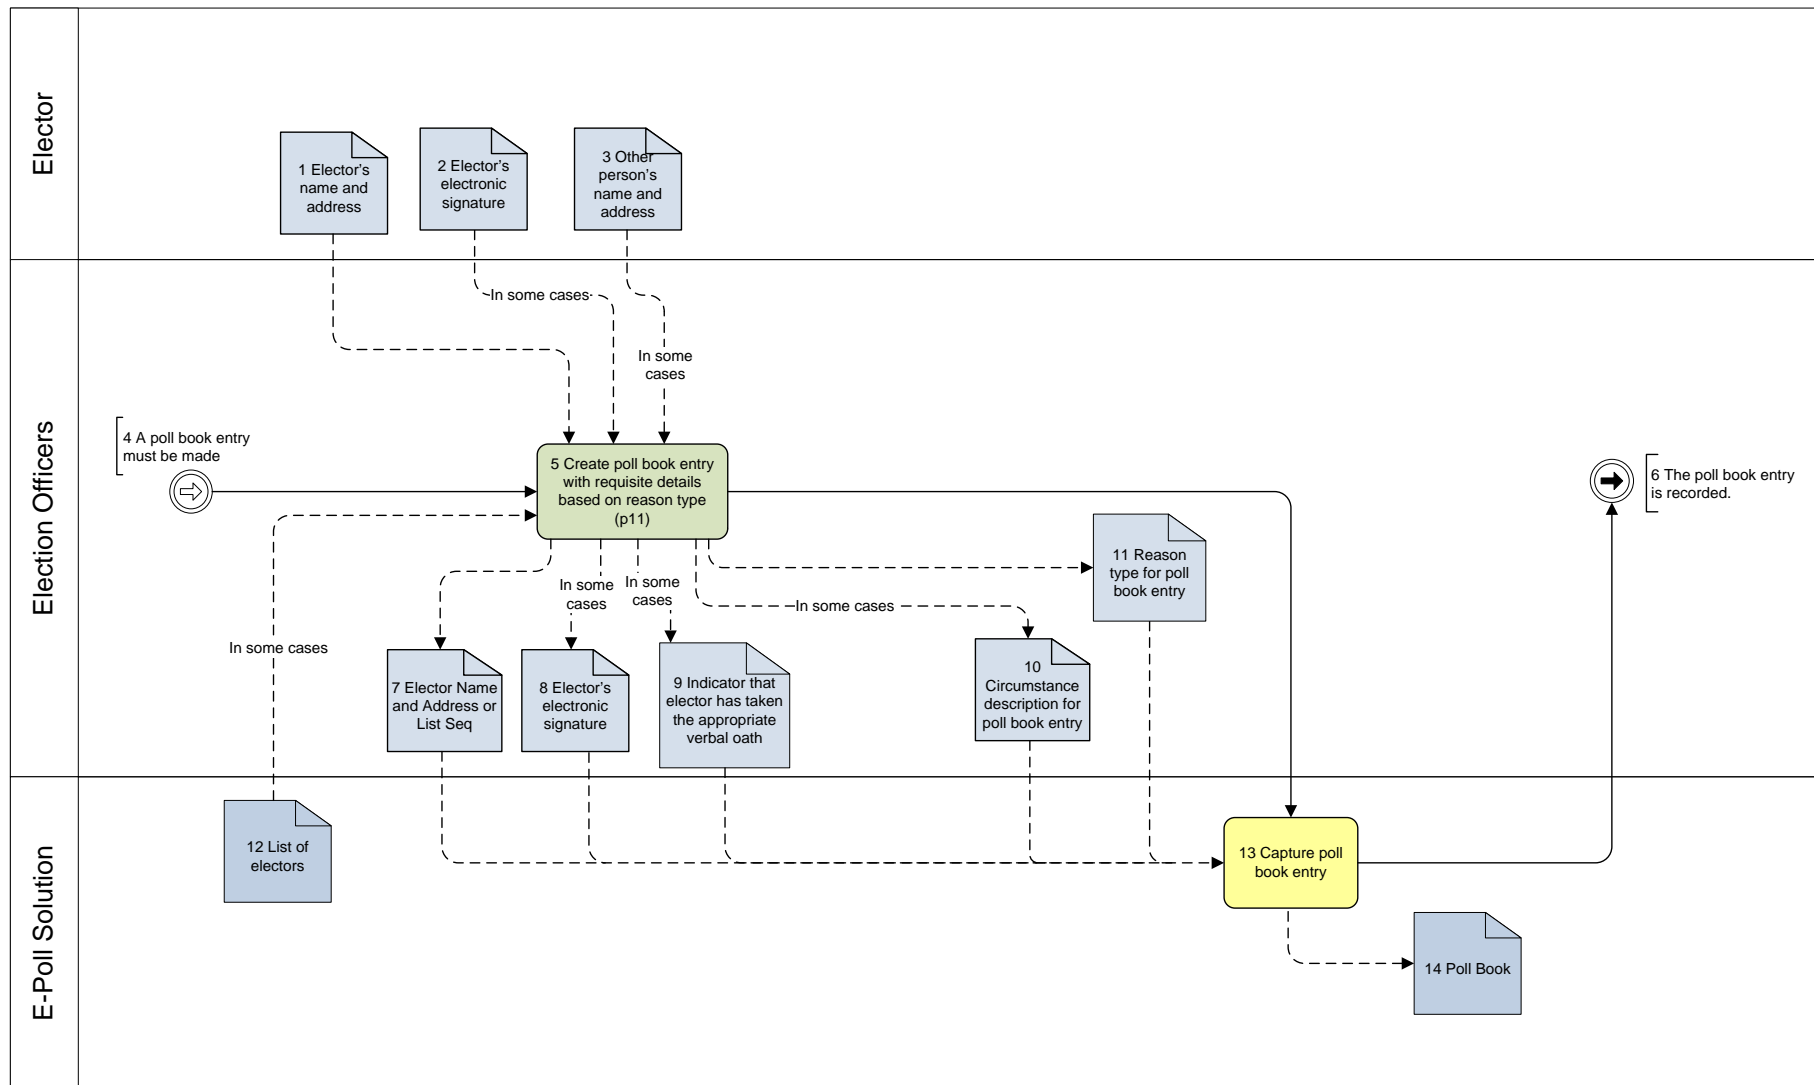 Elector
1 Elector's
name and
address
2 Elector's
electronic
signature
3 Other
person's
name and
address
In some cases
In some
cases
Election Officers
4 A poll book entry
must be made
5 Create poll book entry
with requisite details
based on reason type
(p11)
6 The poll book entry
is recorded.
11 Reason
type for poll
book entry
In some
cases
In some
cases
In some cases
In some cases
7 Elector Name
and Address or
List Seq
8 Elector's
electronic
signature
9 Indicator that
elector has taken
the appropriate
verbal oath
10
Circumstance
description for
poll book entry
E-Poll Solution
12 List of
electors
13 Capture poll
book entry
14 Poll Book